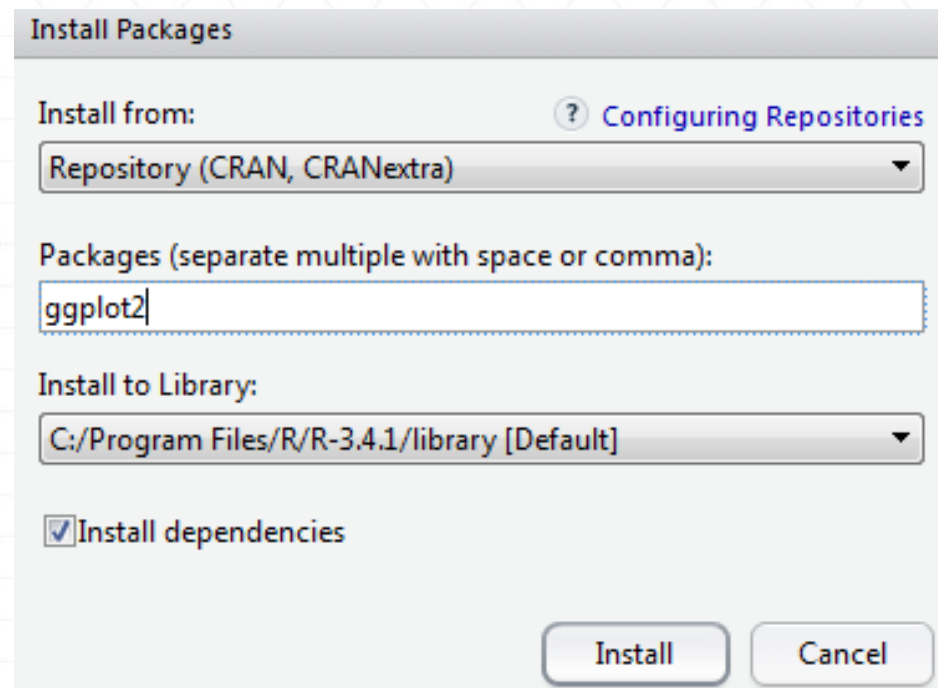 Install Packages
Install from:
? Configuring Repositories
Repository (CRAN, CRANextra)
Packages (separate multiple with space or comma):
ggplot2
Install to Library:
C:/Program Files/R/R-3.4.1/library [Default]
Install dependencies
Install
Cancel